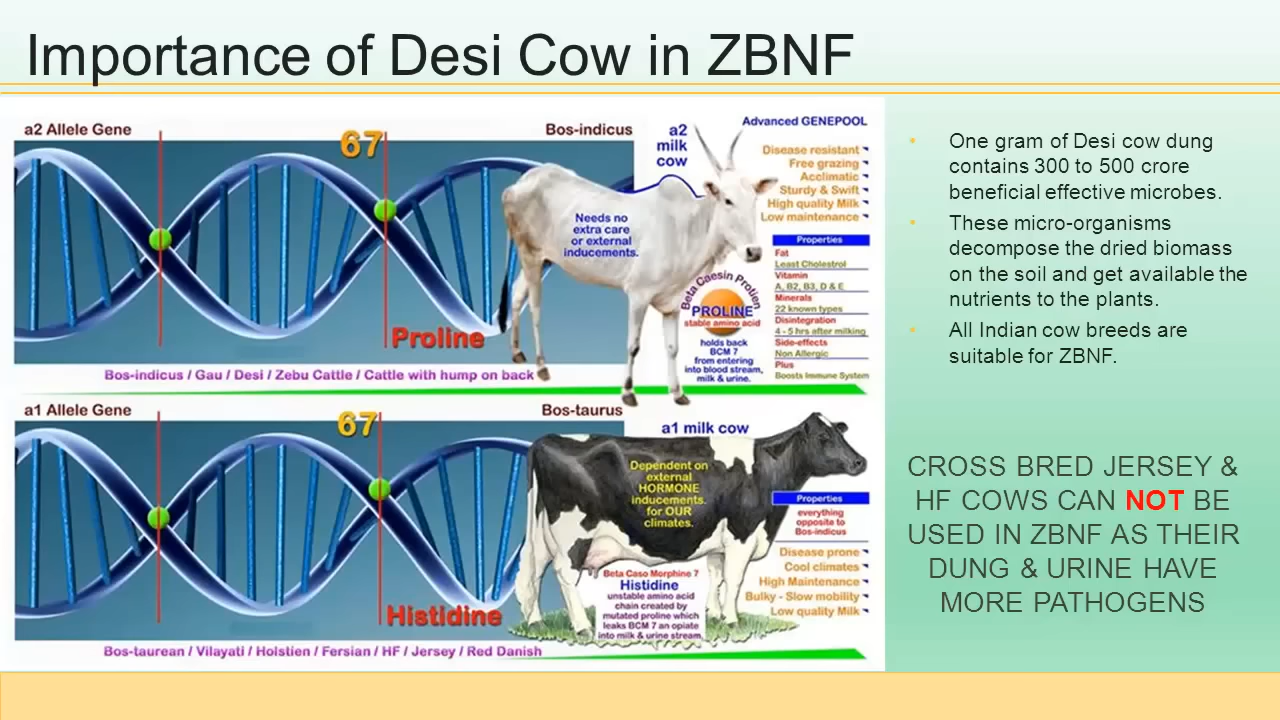 Importance of Desi Cow in ZBNF
a2 Allele Gene
67
Bos-indicus
a2
milk
cow
Advanced GENEPOOL
Disease resistant
Free grazing
Acclimatic
Sturdy & Swift
High quality Milk
Low maintenance
Needs no
extra care
or external
inducements.
Properties
Fat
Least Cholestrol
Vitamin
A, B2, B3, D & E
Minerals
22 known types
Disintegration
4 - 5 hrs after milking
Side-effects
Non Allergic
Plus
Boosts Immune System
Beta Caesin Protien
PROLINE
stable amino acid
holds back
BCM 7
from entering
into blood stream,
milk & urine.
Proline
Bos-indicus / Gau / Desi / Zebu Cattle / Cattle with hump on back
a1 Allele Gene
67
Bos-taurus
a1 milk cow
Dependent on
external
HORMONE
inducements.
for OUR
climates.
Properties
everything
opposite to
Bos-indicus
Disease prone
Cool climates
High Maintenance
Bulky - Slow mobility
Low quality Milk
Beta Caso Morphine 7
Histidine
unstable amino acid
chain created by
mutated proline which
leaks BCM 7 an opiate
into milk & urine stream.
Histidine
Bos-taurean / Vilayati / Holstien / Fersian / HF / Jersey / Red Danish
• One gram of Desi cow dung
contains 300 to 500 crore
beneficial effective microbes.
• These micro-organisms
decompose the dried biomass
on the soil and get available the
nutrients to the plants.
• All Indian cow breeds are
suitable for ZBNF.
CROSS BRED JERSEY &
HF COWS CAN NOT BE
USED IN ZBNF AS THEIR
DUNG & URINE HAVE
MORE PATHOGENS